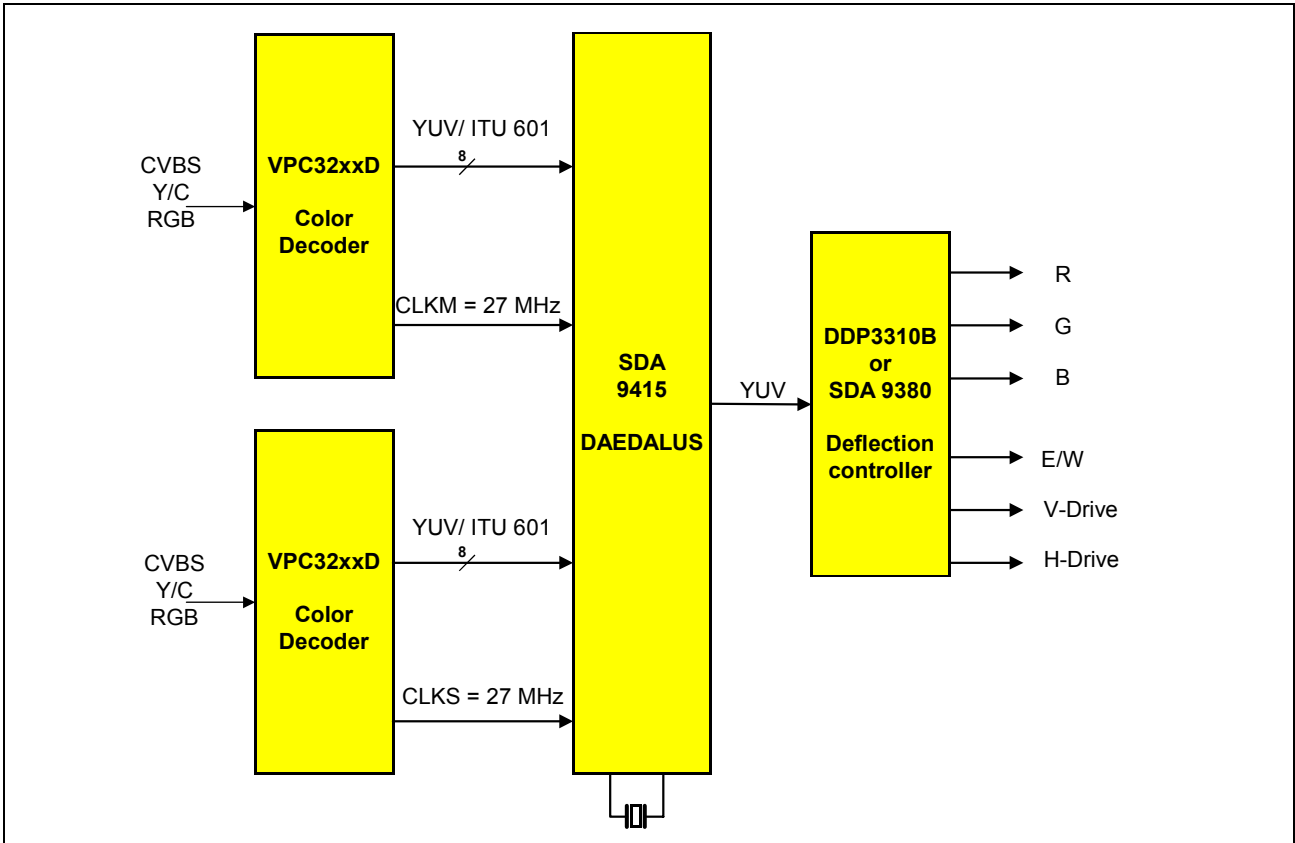 CVBS
Y/C
RGB
VPC32xxD
Color
Decoder
YUV/ ITU 601
8
CLKM = 27 MHz
CVBS
Y/C
RGB
VPC32xxD
Color
Decoder
YUV/ ITU 601
8
CLKS = 27 MHz
SDA
9415
DAEDALUS
YUV
DDP3310B
or
SDA 9380
Deflection
controller
R
G
B
E/W
V-Drive
H-Drive